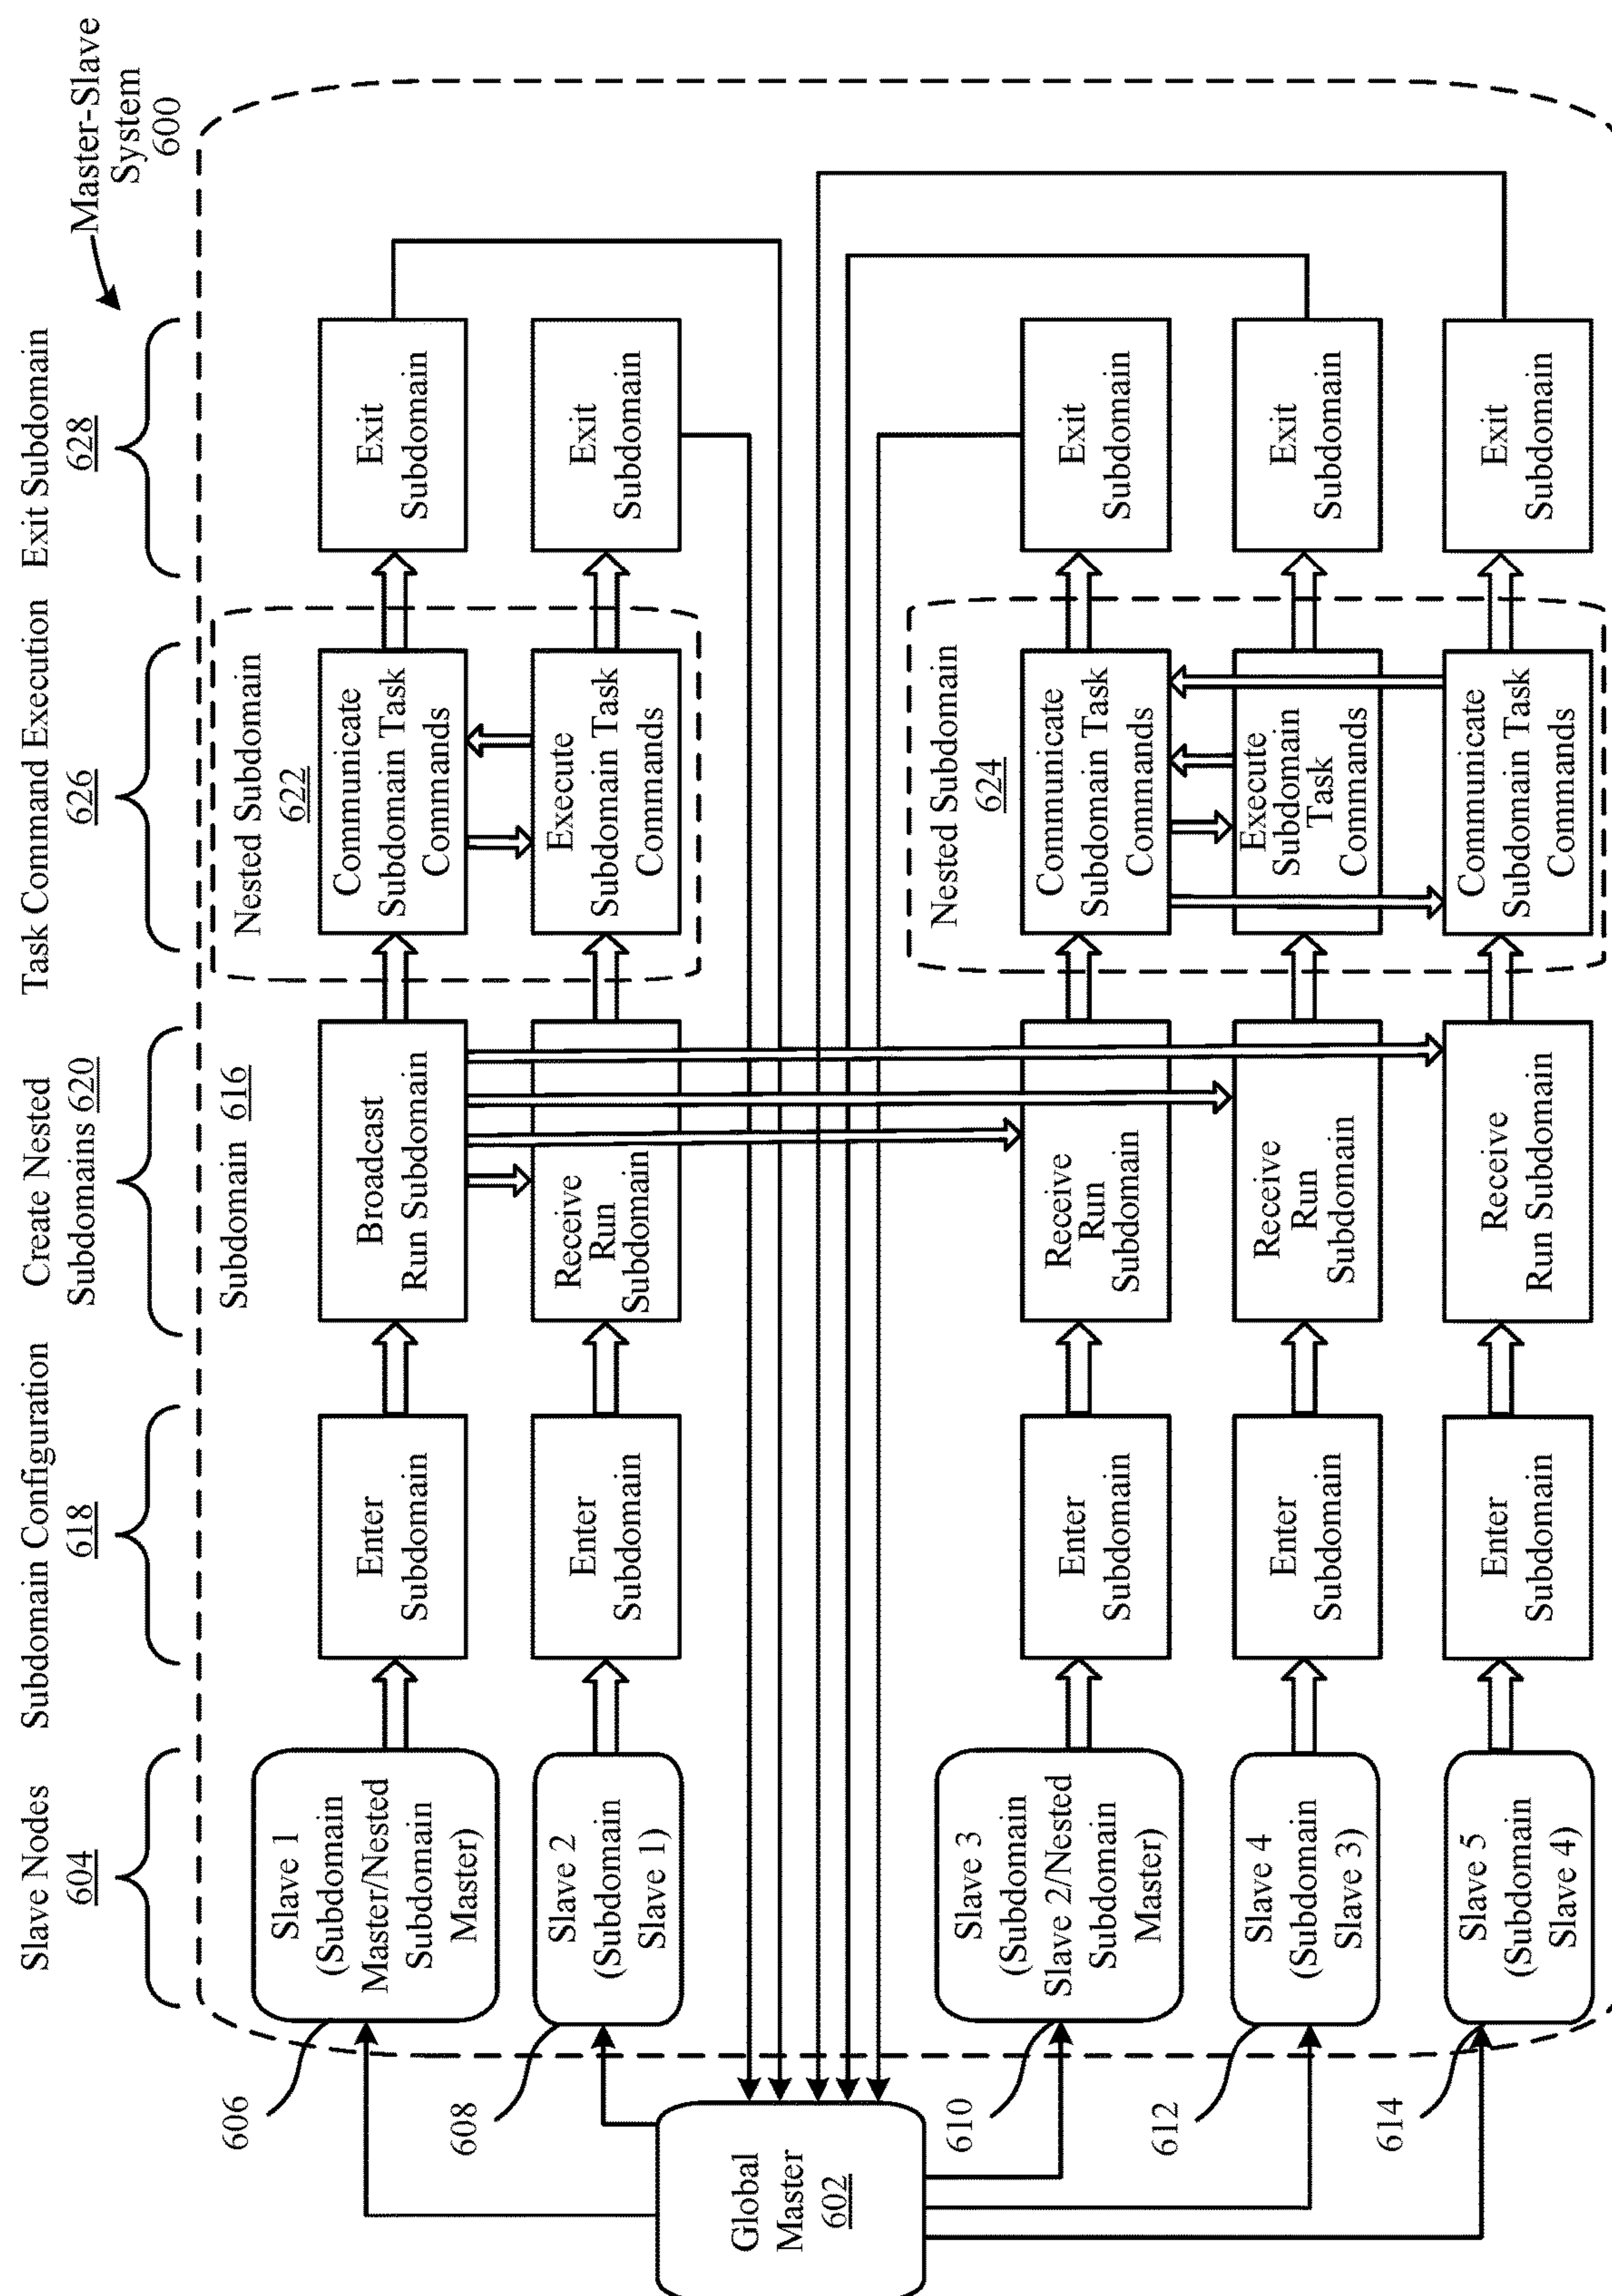 Master-Slave
System
600
Slave Nodes
604
Subdomain Configuration
618
Create Nested
Subdomains 620
Task Command Execution
626
Exit Subdomain
628
Subdomain 616
Global
Master
602
606
Slave 1
(Subdomain
Master/Nested
Subdomain
Master)
Enter
Subdomain
Broadcast
Run Subdomain
Nested Subdomain
622
Communicate
Subdomain Task
Commands
Exit
Subdomain
608
Slave 2
(Subdomain
Slave 1)
Enter
Subdomain
Receive
Run
Subdomain
Execute
Subdomain Task
Commands
Exit
Subdomain
610
Slave 3
(Subdomain
Slave 2/Nested
Subdomain
Master)
Enter
Subdomain
Receive
Run
Subdomain
Nested Subdomain
624
Communicate
Subdomain Task
Commands
Exit
Subdomain
612
Slave 4
(Subdomain
Slave 3)
Enter
Subdomain
Receive
Run
Subdomain
Execute
Subdomain
Task
Commands
Exit
Subdomain
614
Slave 5
(Subdomain
Slave 4)
Enter
Subdomain
Receive
Run Subdomain
Communicate
Subdomain Task
Commands
Exit
Subdomain